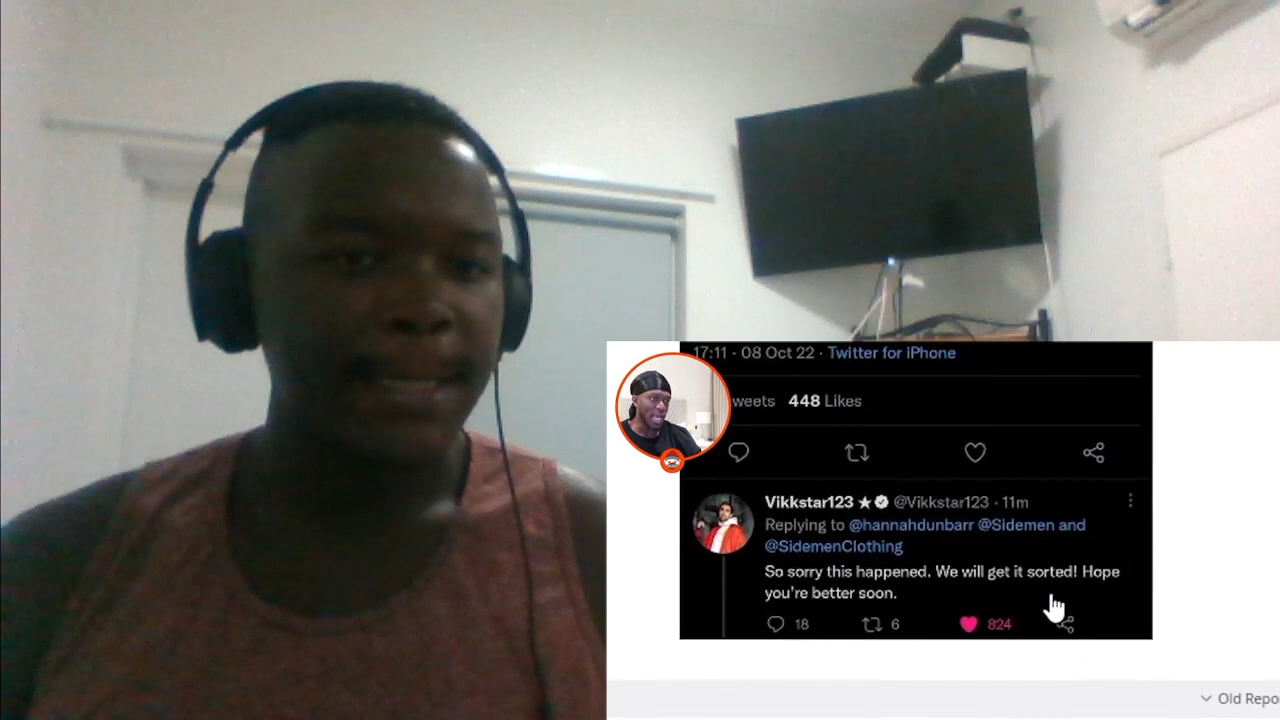 17:11 · 08 Oct 22 · Twitter for iPhone
weets 448 Likes
Vikkstar123 @Vikkstar123 · 11m
Replying to @hannahdunbarr @Sidemen and
@SidemenClothing
So sorry this happened. We will get it sorted! Hope
you're better soon.
18 6 824
Old Repo